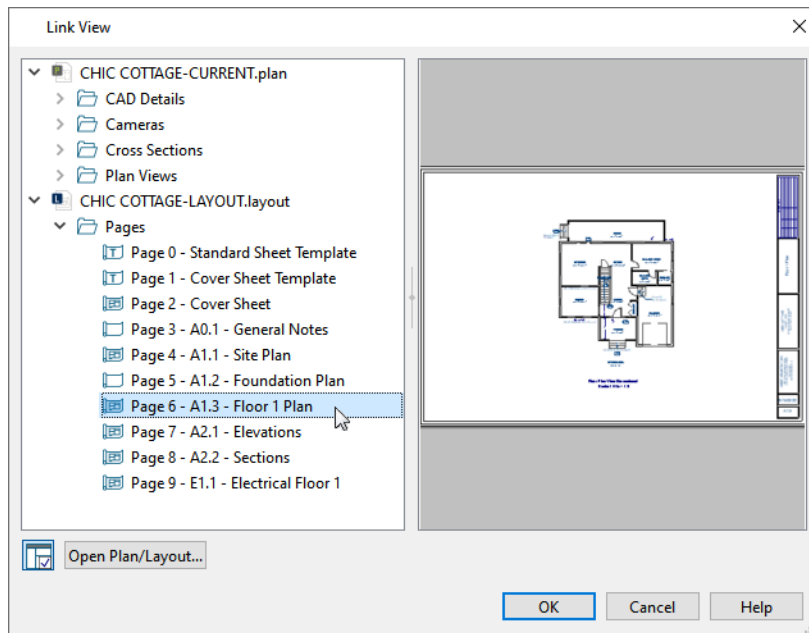 Link View
CHIC COTTAGE-CURRENT.plan
CAD Details
Cameras
Cross Sections
Plan Views
CHIC COTTAGE-LAYOUT.layout
Pages
Page 0 - Standard Sheet Template
Page 1 - Cover Sheet Template
Page 2 - Cover Sheet
Page 3 - A0.1 - General Notes
Page 4 - A1.1 - Site Plan
Page 5 - A1.2 - Foundation Plan
Page 6 - A1.3 - Floor 1 Plan
Page 7 - A2.1 - Elevations
Page 8 - A2.2 - Sections
Page 9 - E1.1 - Electrical Floor 1
Open Plan/Layout...
OK
Cancel
Help